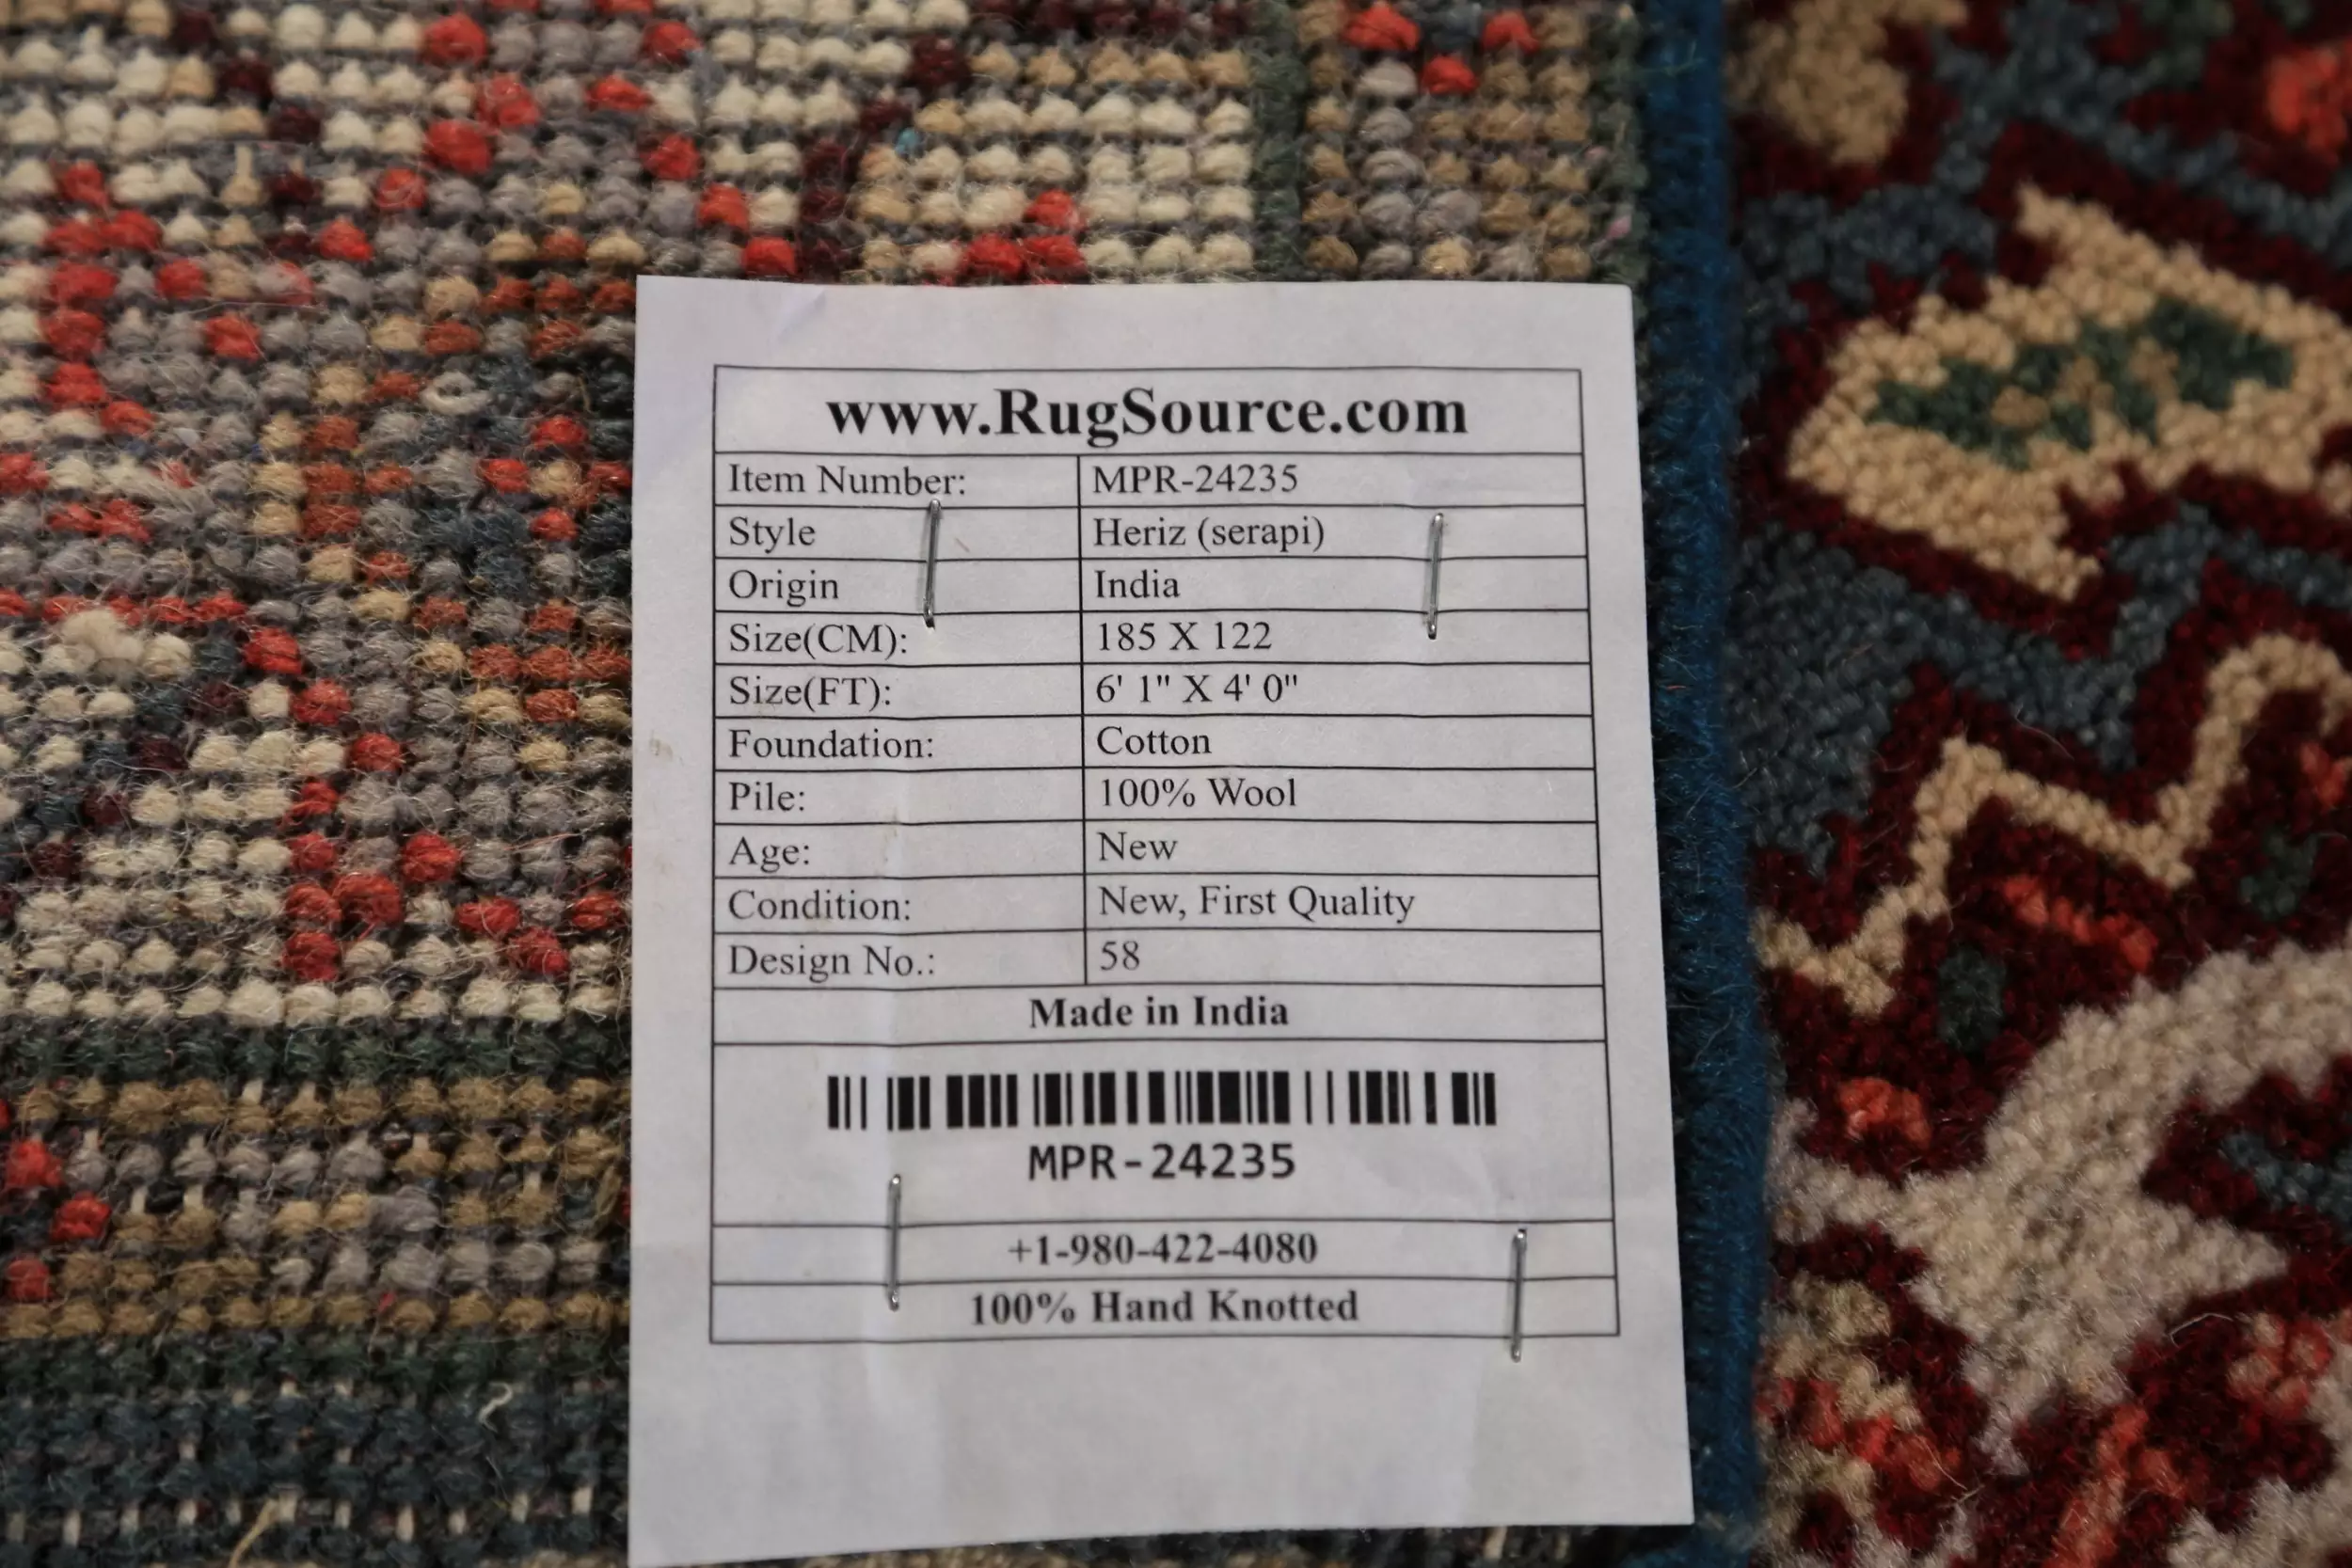 www.RugSource.com
Item Number: MPR-24235
Style Heriz (serapi)
Origin India
Size(CM): 185 X 122
Size(FT): 6' 1" X 4' 0"
Foundation: Cotton
Pile: 100% Wool
Age: New
Condition: New, First Quality
Design No.: 58
Made in India
MPR-24235
+1-980-422-4080
100% Hand Knotted